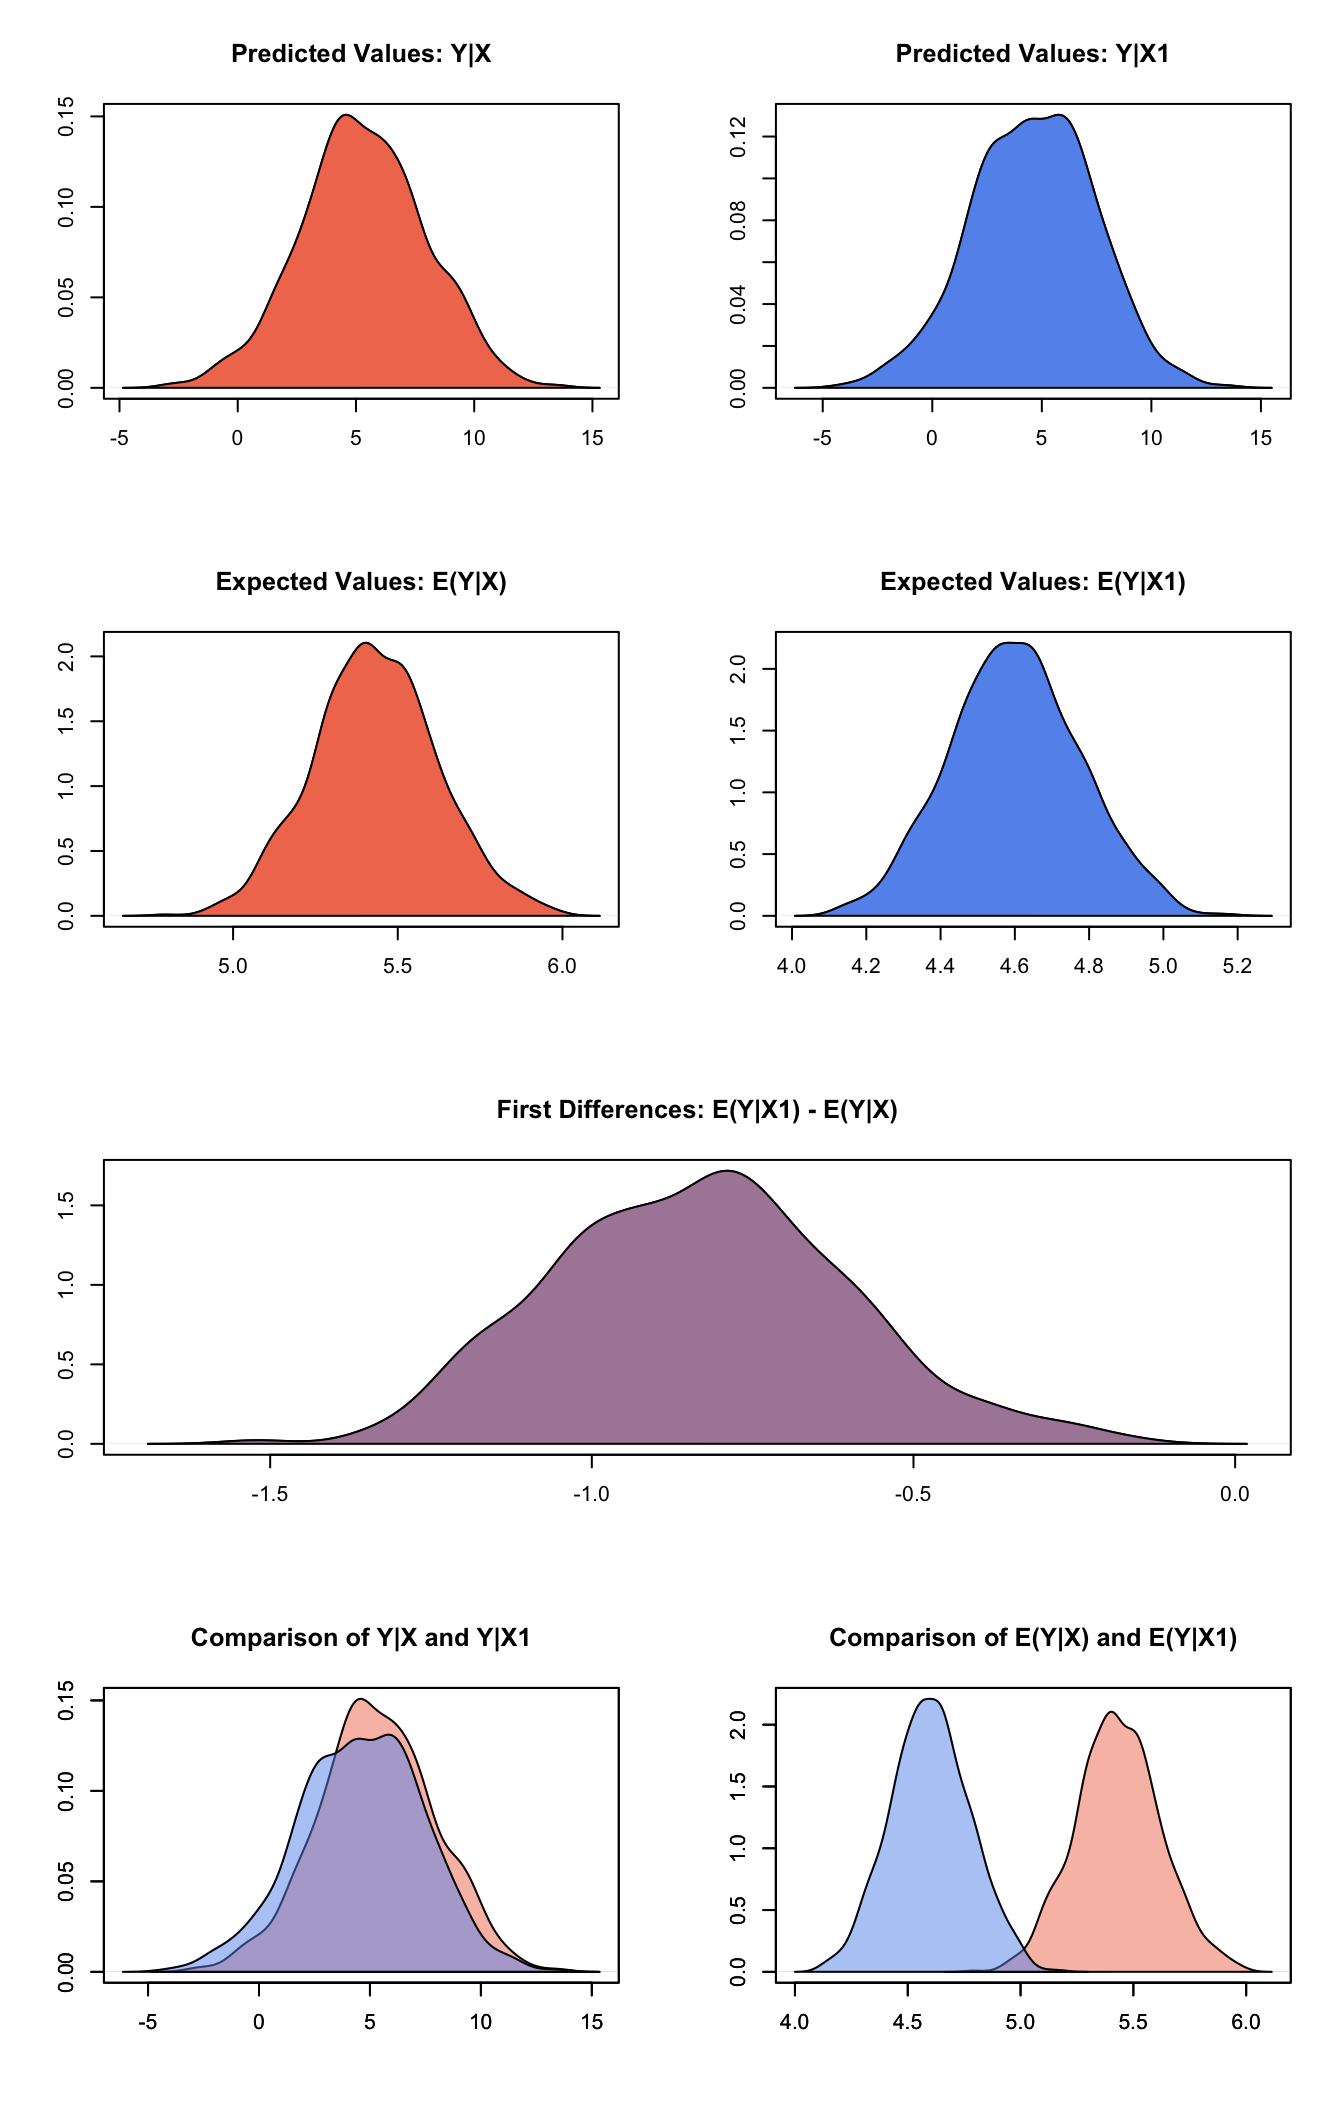 Predicted Values: Y|X
0.00 0.05 0.10 0.15
-5 0 5 10 15
Predicted Values: Y|X1
0.00 0.04 0.08 0.12
-5 0 5 10 15
Expected Values: E(Y|X)
0.0 0.5 1.0 1.5 2.0
5.0 5.5 6.0
Expected Values: E(Y|X1)
0.0 0.5 1.0 1.5 2.0
4.0 4.2 4.4 4.6 4.8 5.0 5.2
First Differences: E(Y|X1) - E(Y|X)
0.0 0.5 1.0 1.5
-1.5 -1.0 -0.5 0.0
Comparison of Y|X and Y|X1
0.00 0.05 0.10 0.15
-5 0 5 10 15
Comparison of E(Y|X) and E(Y|X1)
0.0 0.5 1.0 1.5 2.0
4.0 4.5 5.0 5.5 6.0